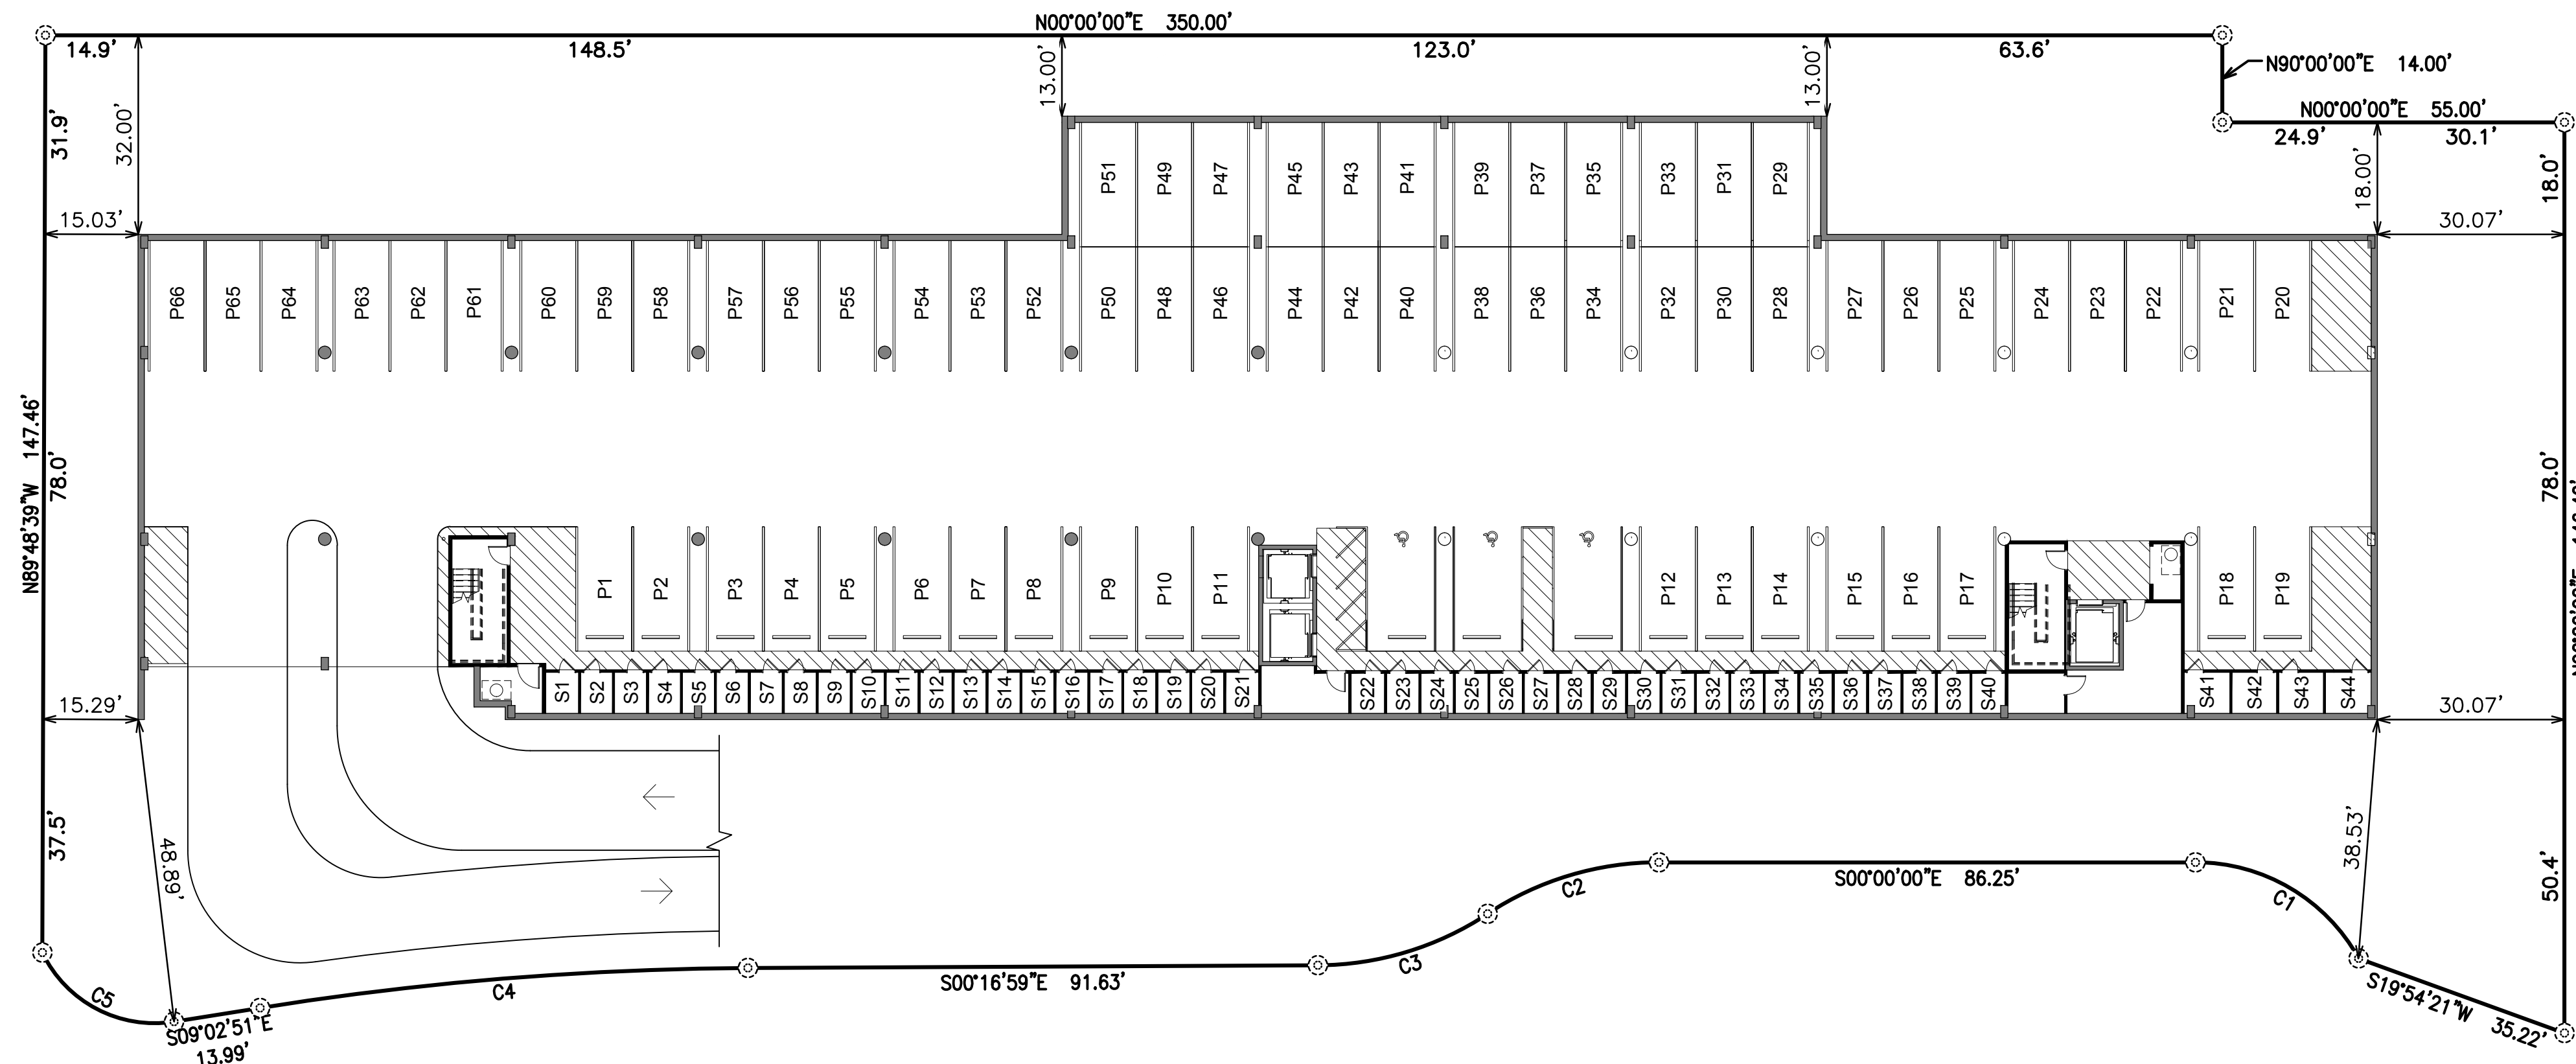 N00°00'00"E 350.00'
14.9'
148.5'
123.0'
63.6'
N90°00'00"E 14.00'
N00°00'00"E 55.00'
24.9'
30.1'
31.9'
32.00'
13.00'
13.00'
18.00'
18.0'
15.03'
30.07'
P51
P49
P47
P45
P43
P41
P39
P37
P35
P33
P31
P29
P66
P65
P64
P63
P62
P61
P60
P59
P58
P57
P56
P55
P54
P53
P52
P50
P48
P46
P44
P42
P40
P38
P36
P34
P32
P30
P28
P27
P26
P25
P24
P23
P22
P21
P20
N89°48'39"W 147.46'
78.0'
78.0'
P1
P2
P3
P4
P5
P6
P7
P8
P9
P10
P11
P12
P13
P14
P15
P16
P17
P18
P19
S1
S2
S3
S4
S5
S6
S7
S8
S9
S10
S11
S12
S13
S14
S15
S16
S17
S18
S19
S20
S21
S22
S23
S24
S25
S26
S27
S28
S29
S30
S31
S32
S33
S34
S35
S36
S37
S38
S39
S40
S41
S42
S43
S44
15.29'
30.07'
37.5'
48.89'
38.53'
50.4'
C5
S09°02'51"E
13.99'
C4
S00°16'59"E 91.63'
C3
C2
S00°00'00"E 86.25'
C1
S19°54'21"W 35.22'